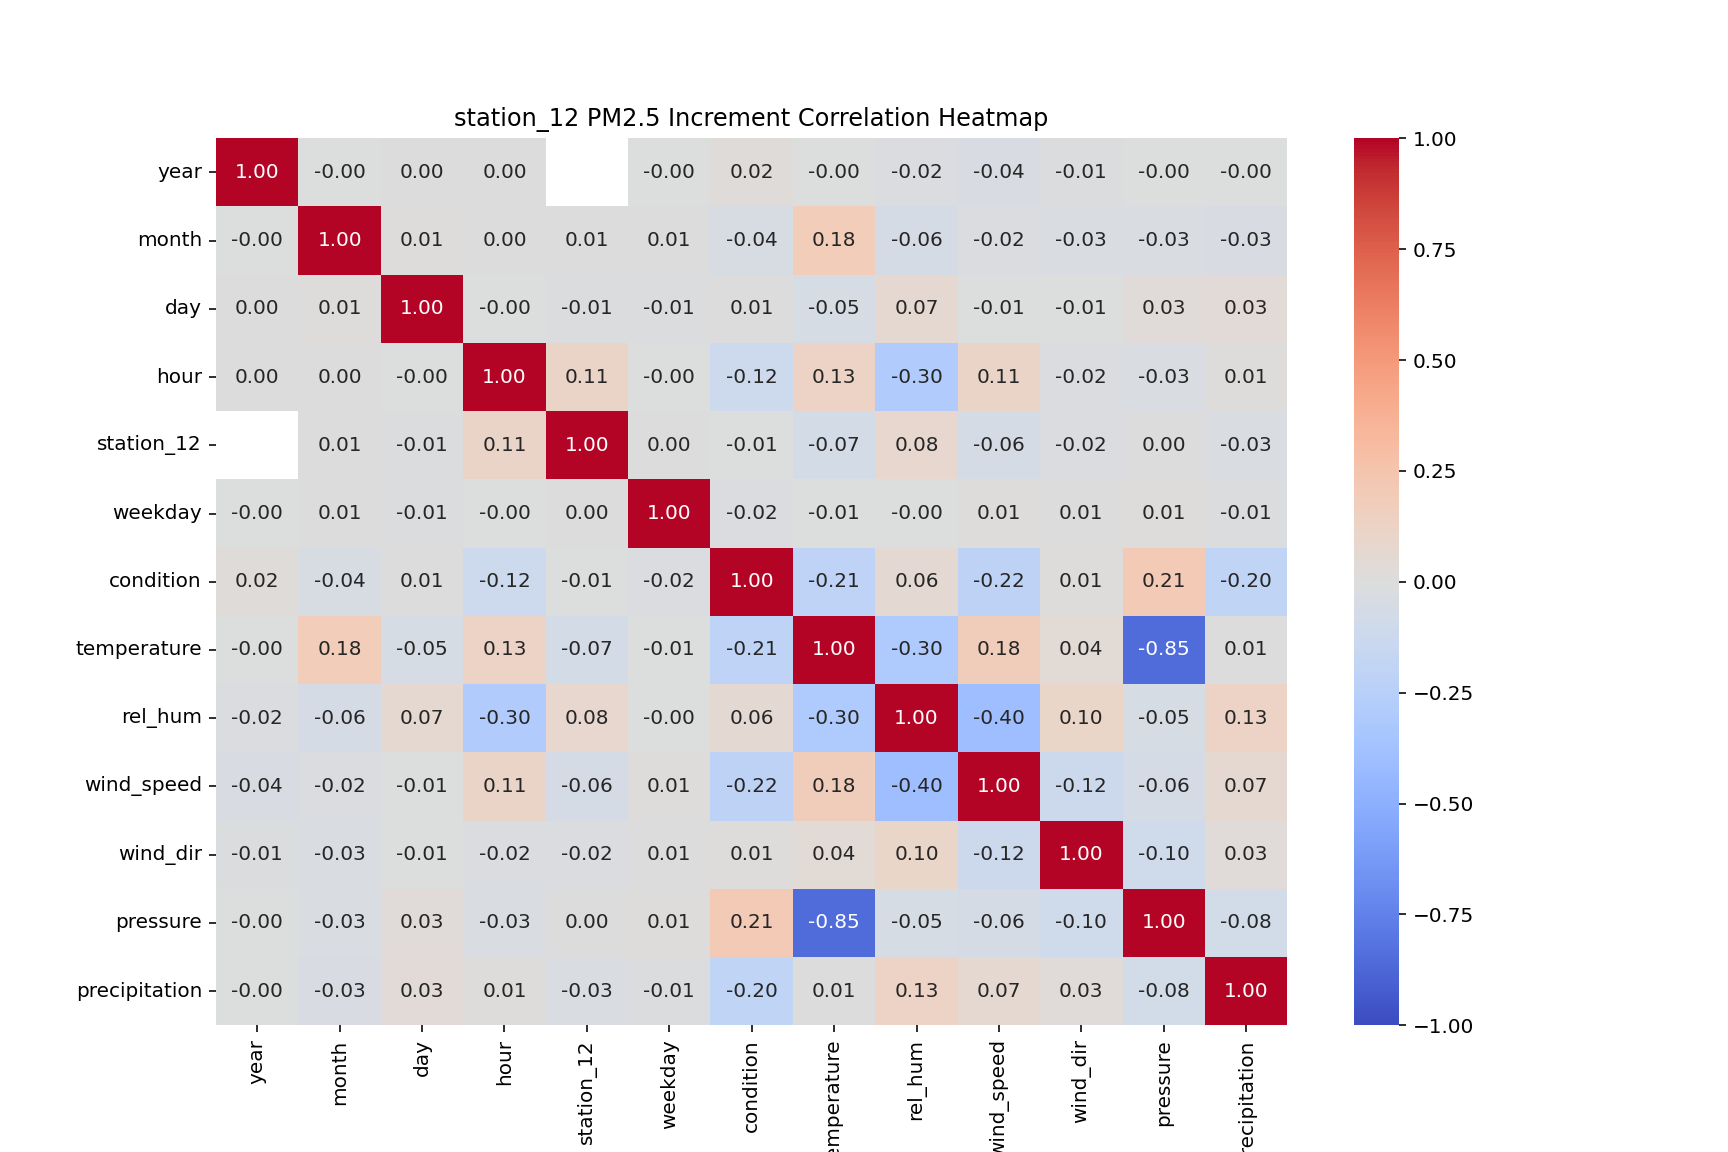 station_12 PM2.5 Increment Correlation Heatmap
year 1.00 -0.00 0.00 0.00 -0.00 0.02 -0.00 -0.02 -0.04 -0.01 -0.00 -0.00
month -0.00 1.00 0.01 0.00 0.01 0.01 -0.04 0.18 -0.06 -0.02 -0.03 -0.03 -0.03
day 0.00 0.01 1.00 -0.00 -0.01 -0.01 0.01 -0.05 0.07 -0.01 -0.01 0.03 0.03
hour 0.00 0.00 -0.00 1.00 0.11 -0.00 -0.12 0.13 -0.30 0.11 -0.02 -0.03 0.01
station_12 0.01 -0.01 0.11 1.00 0.00 -0.01 -0.07 0.08 -0.06 -0.02 0.00 -0.03
weekday -0.00 0.01 -0.01 -0.00 0.00 1.00 -0.02 -0.01 -0.00 0.01 0.01 0.01 -0.01
condition 0.02 -0.04 0.01 -0.12 -0.01 -0.02 1.00 -0.21 0.06 -0.22 0.01 0.21 -0.20
temperature -0.00 0.18 -0.05 0.13 -0.07 -0.01 -0.21 1.00 -0.30 0.18 0.04 -0.85 0.01
rel_hum -0.02 -0.06 0.07 -0.30 0.08 -0.00 0.06 -0.30 1.00 -0.40 0.10 -0.05 0.13
wind_speed -0.04 -0.02 -0.01 0.11 -0.06 0.01 -0.22 0.18 -0.40 1.00 -0.12 -0.06 0.07
wind_dir -0.01 -0.03 -0.01 -0.02 -0.02 0.01 0.01 0.04 0.10 -0.12 1.00 -0.10 0.03
pressure -0.00 -0.03 0.03 -0.03 0.00 0.01 0.21 -0.85 -0.05 -0.06 -0.10 1.00 -0.08
precipitation -0.00 -0.03 0.03 0.01 -0.03 -0.01 -0.20 0.01 0.13 0.07 0.03 -0.08 1.00
year month day hour station_12 weekday condition emperature rel_hum wind_speed wind_dir pressure recipitation
1.00
0.75
0.50
0.25
0.00
−0.25
−0.50
−0.75
−1.00